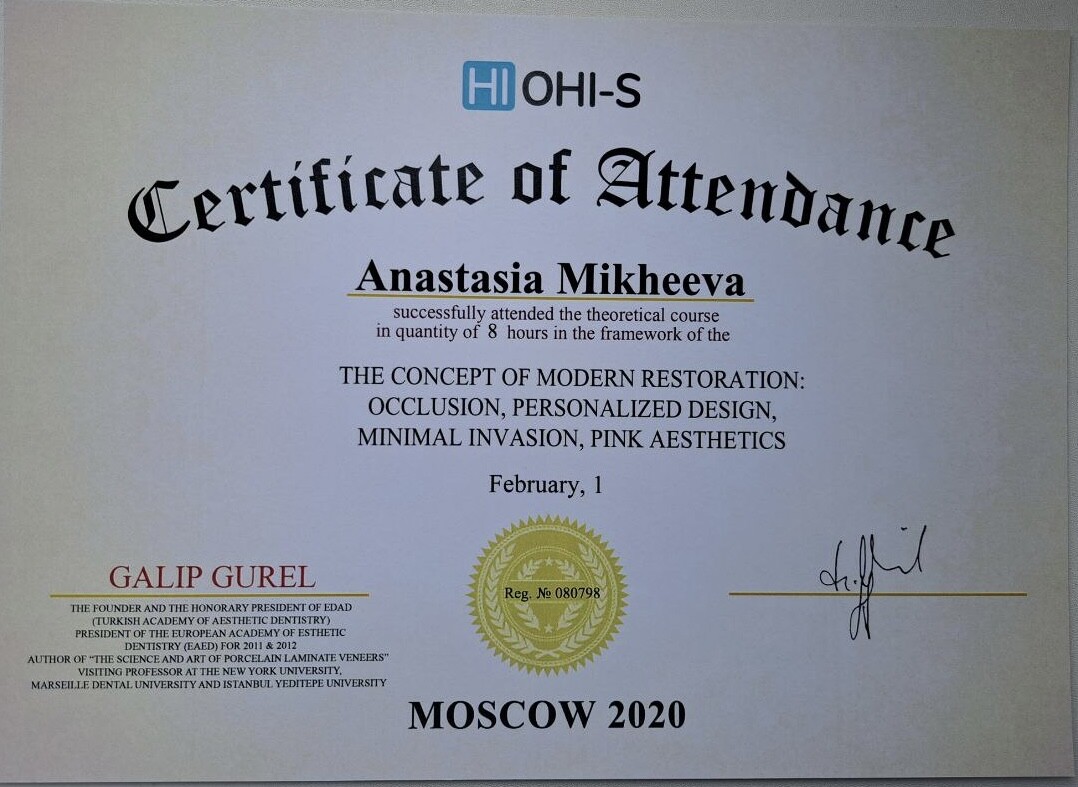 HI OHI-S
Certificate of Attendance
Anastasia Mikheeva
successfully attended the theoretical course
in quantity of 8 hours in the framework of the
THE CONCEPT OF MODERN RESTORATION:
OCCLUSION, PERSONALIZED DESIGN,
MINIMAL INVASION, PINK AESTHETICS
February, 1
GALIP GUREL
THE FOUNDER AND THE HONORARY PRESIDENT OF EDAD
(TURKISH ACADEMY OF AESTHETIC DENTISTRY)
PRESIDENT OF THE EUROPEAN ACADEMY OF ESTHETIC
DENTISTRY (EAED) FOR 2011 & 2012
AUTHOR OF "THE SCIENCE AND ART OF PORCELAIN LAMINATE VENEERS"
VISITING PROFESSOR AT THE NEW YORK UNIVERSITY,
MARSEILLE DENTAL UNIVERSITY AND ISTANBUL YEDITEPE UNIVERSITY
Reg. № 080798
MOSCOW 2020